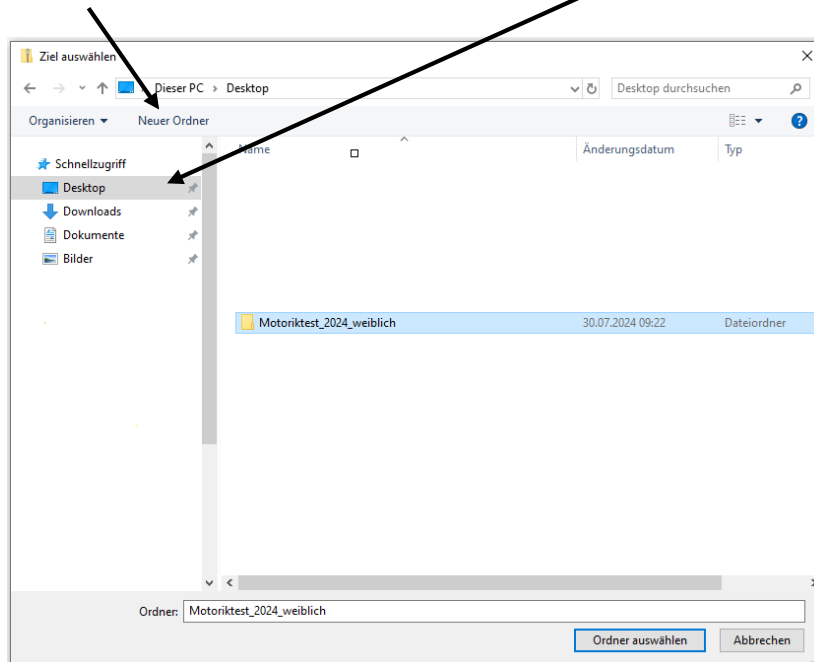 Ziel auswählen
Dieser PC > Desktop
Desktop durchsuchen
Organisieren
Neuer Ordner
Name
Änderungsdatum
Typ
Schnellzugriff
Desktop
Downloads
Dokumente
Bilder
Motoriktest_2024_weiblich
30.07.2024 09:22
Dateiordner
Ordner: Motoriktest_2024_weiblich
Ordner auswählen
Abbrechen